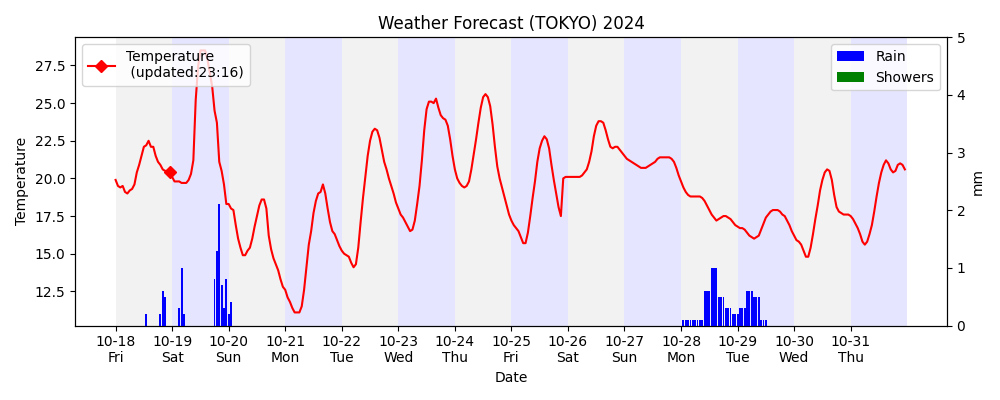 Weather Forecast (TOKYO) 2024
Temperature
(updated:23:16)
Rain
Showers
27.5
25.0
22.5
20.0
17.5
15.0
12.5
Temperature
5
4
3
2
1
0
mm
10-18 10-19 10-20 10-21 10-22 10-23 10-24 10-25 10-26 10-27 10-28 10-29 10-30 10-31
Fri Sat Sun Mon Tue Wed Thu Fri Sat Sun Mon Tue Wed Thu
Date